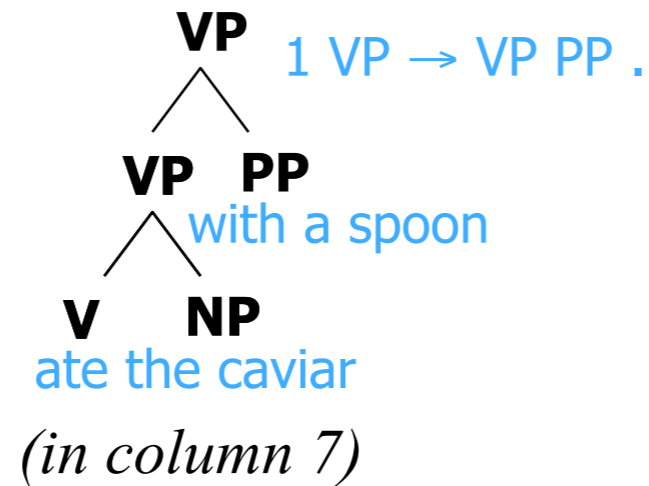 VP 1 VP → VP PP .
VP PP
with a spoon
V NP
ate the caviar
(in column 7)